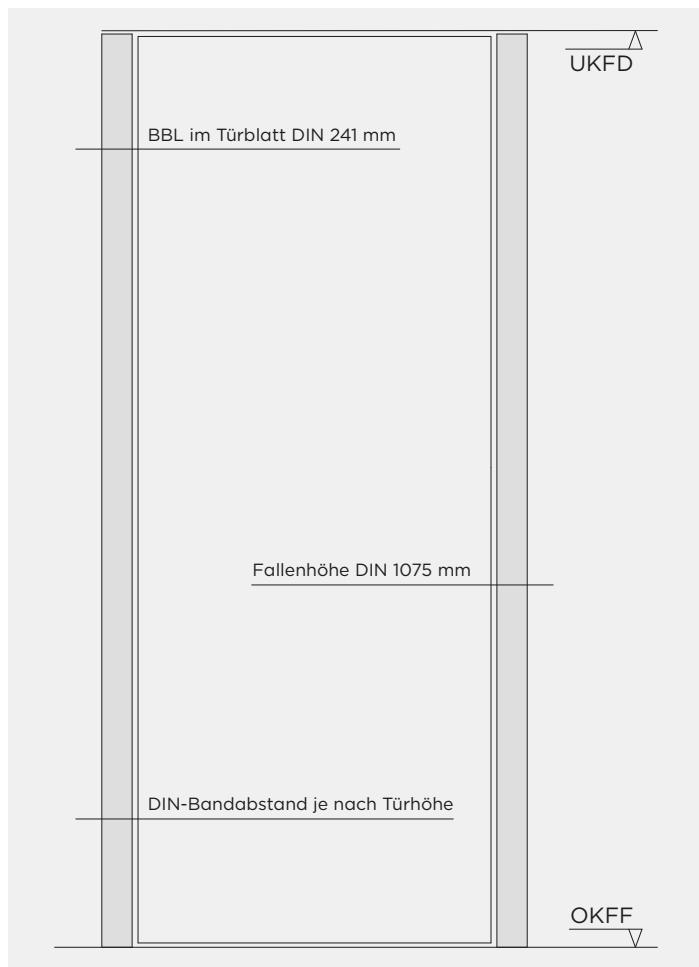 UKFD
BBL im Türblatt DIN 241 mm
Fallenhöhe DIN 1075 mm
DIN-Bandabstand je nach Türhöhe
OKFF